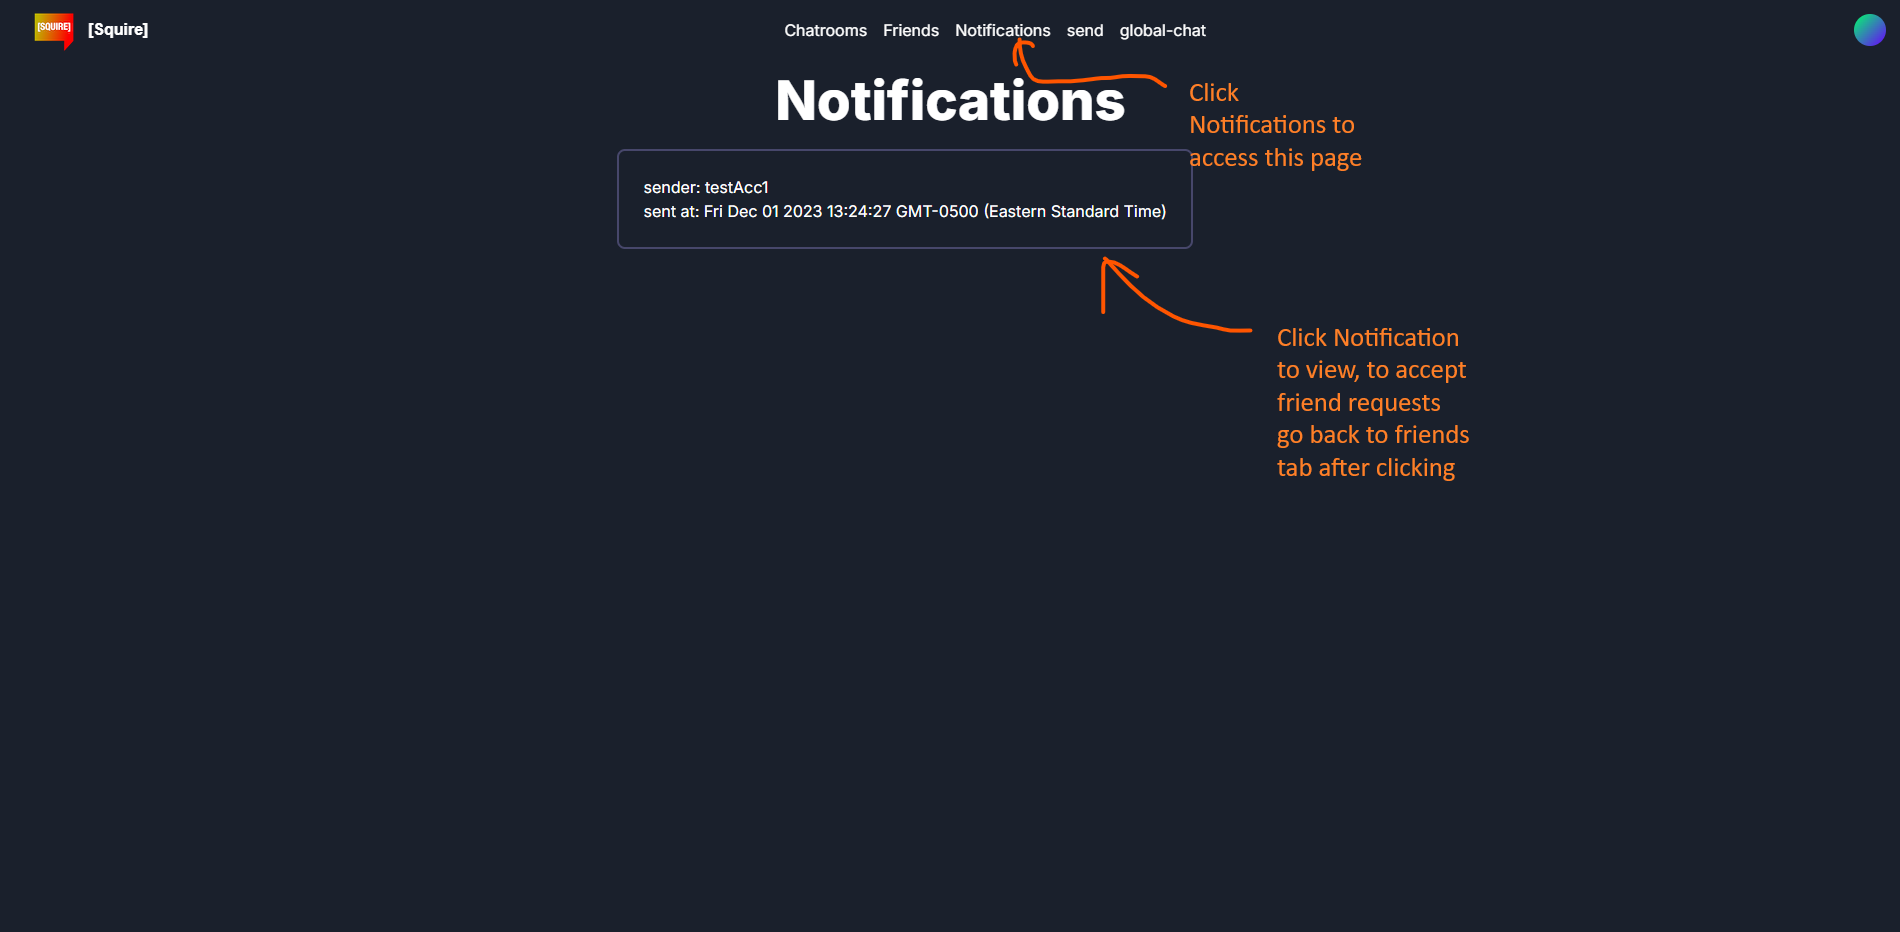 [SQUIRE]
[Squire]
Chatrooms Friends Notifications send global-chat
Notifications
Click
Notifications to
access this page
sender: testAcc1
sent at: Fri Dec 01 2023 13:24:27 GMT-0500 (Eastern Standard Time)
Click Notification
to view, to accept
friend requests
go back to friends
tab after clicking